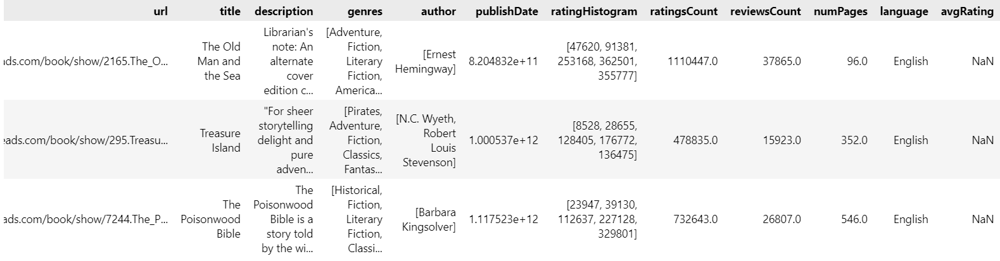 url title description genres author publishDate ratingHistogram ratingsCount reviewsCount numPages language avgRating
Librarian's [Adventure,
The Old note: An Fiction, [47620, 91381,
ads.com/book/show/2165.The_O... Man and alternate Literary [Ernest 8.204832e+11 253168, 362501, 1110447.0 37865.0 96.0 English NaN
the Sea cover Fiction, Hemingway] 355777]
edition c... America...
"For sheer [Pirates,
storytelling Adventure, [N.C. Wyeth, [8528, 28655,
eads.com/book/show/295.Treasu... Treasure delight and Fiction, Robert 1.000537e+12 128405, 176772, 478835.0 15923.0 352.0 English NaN
Island pure Classics, Louis 136475]
adven... Fantas... Stevenson]
The [Historical,
The Poisonwood Fiction, [23947, 39130,
ads.com/book/show/7244.The_P... Poisonwood Bible is a Literary [Barbara 1.117523e+12 112637, 227128, 732643.0 26807.0 546.0 English NaN
Bible story told Fiction, Kingsolver] 329801]
by the wi... Classi...